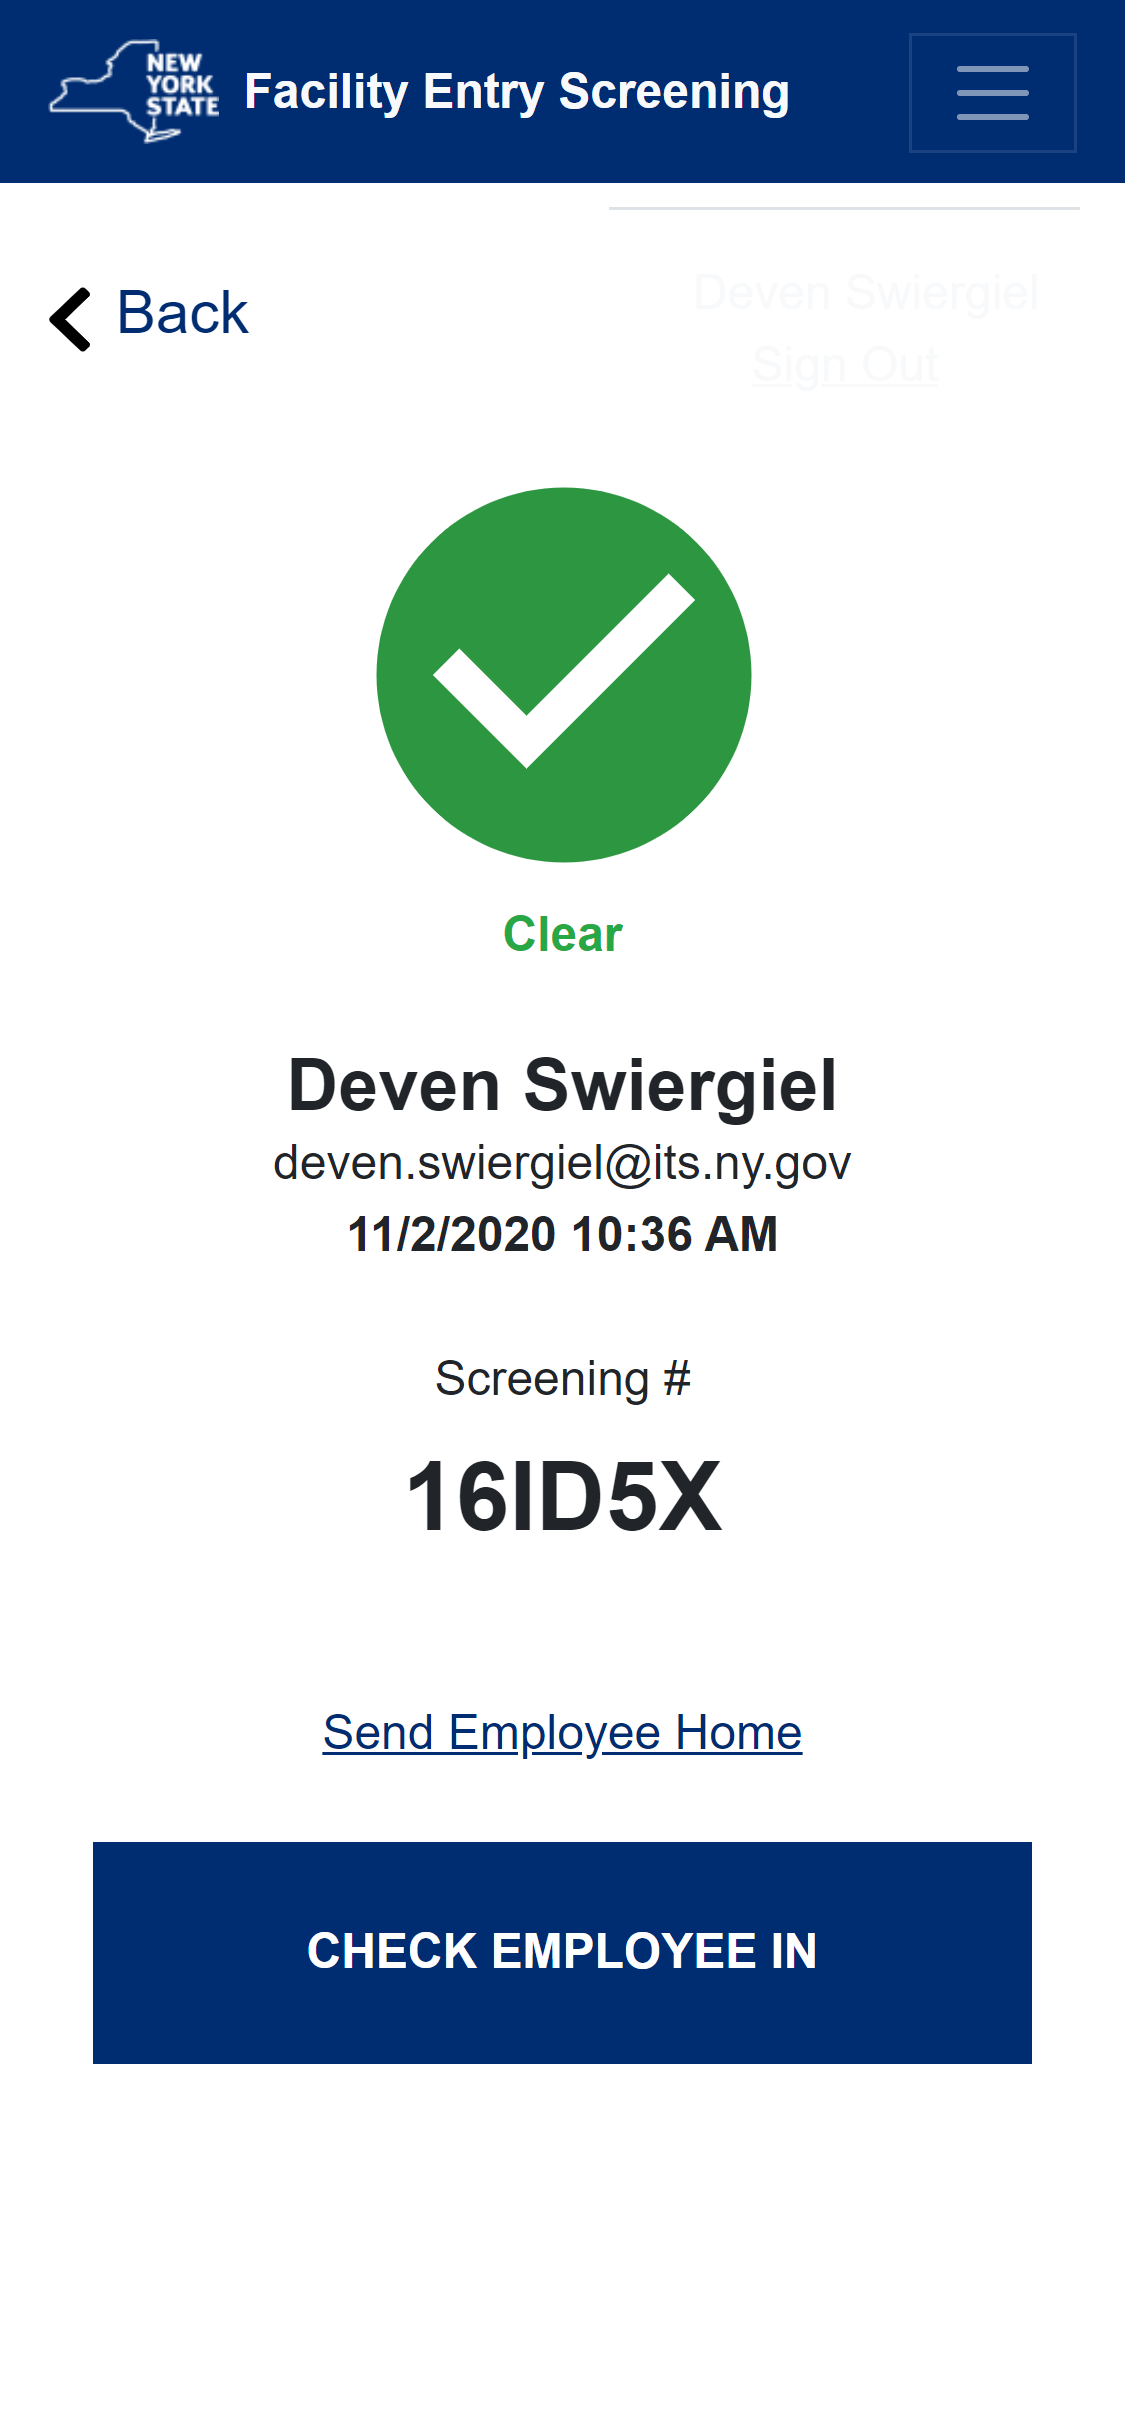 NEW
YORK
STATE
Facility Entry Screening
Back
Deven Swiergiel
Sign Out
Clear
Deven Swiergiel
deven.swiergiel@its.ny.gov
11/2/2020 10:36 AM
Screening #
16ID5X
Send Employee Home
CHECK EMPLOYEE IN